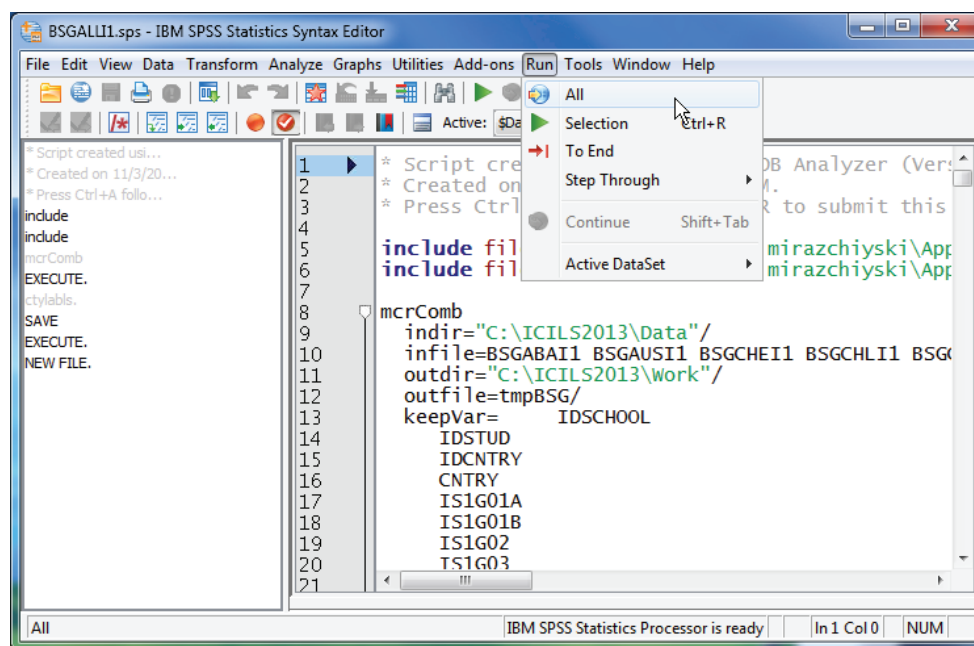 BSGALLI1.sps - IBM SPSS Statistics Syntax Editor
File Edit View Data Transform Analyze Graphs Utilities Add-ons Run Tools Window Help
Active: $Da
All
Selection Ctrl+R
To End
Step Through
Continue Shift+Tab
Active DataSet
* Script created usi...
* Created on 11/3/20...
* Press Ctrl+A follo...
include
include
mcrComb
EXECUTE.
ctylabls.
SAVE
EXECUTE.
NEW FILE.
1 * Script cre DB Analyzer (Ver
2 * Created on M.
3 * Press Ctrl R to submit this
4
5 include fil mirazchiyski\App
6 include fil mirazchiyski\App
7
8 mcrComb
9 indir="C:\ICILS2013\Data"/
10 infile=BSGABAI1 BSGAUSI1 BSGCHEI1 BSGCHLI1 BSG
11 outdir="C:\ICILS2013\Work"/
12 outfile=tmpBSG/
13 keepVar= IDSCHOOL
14 IDSTUD
15 IDCNTRY
16 CNTRY
17 IS1G01A
18 IS1G01B
19 IS1G02
20 IS1G03
21
All IBM SPSS Statistics Processor is ready In 1 Col 0 NUM